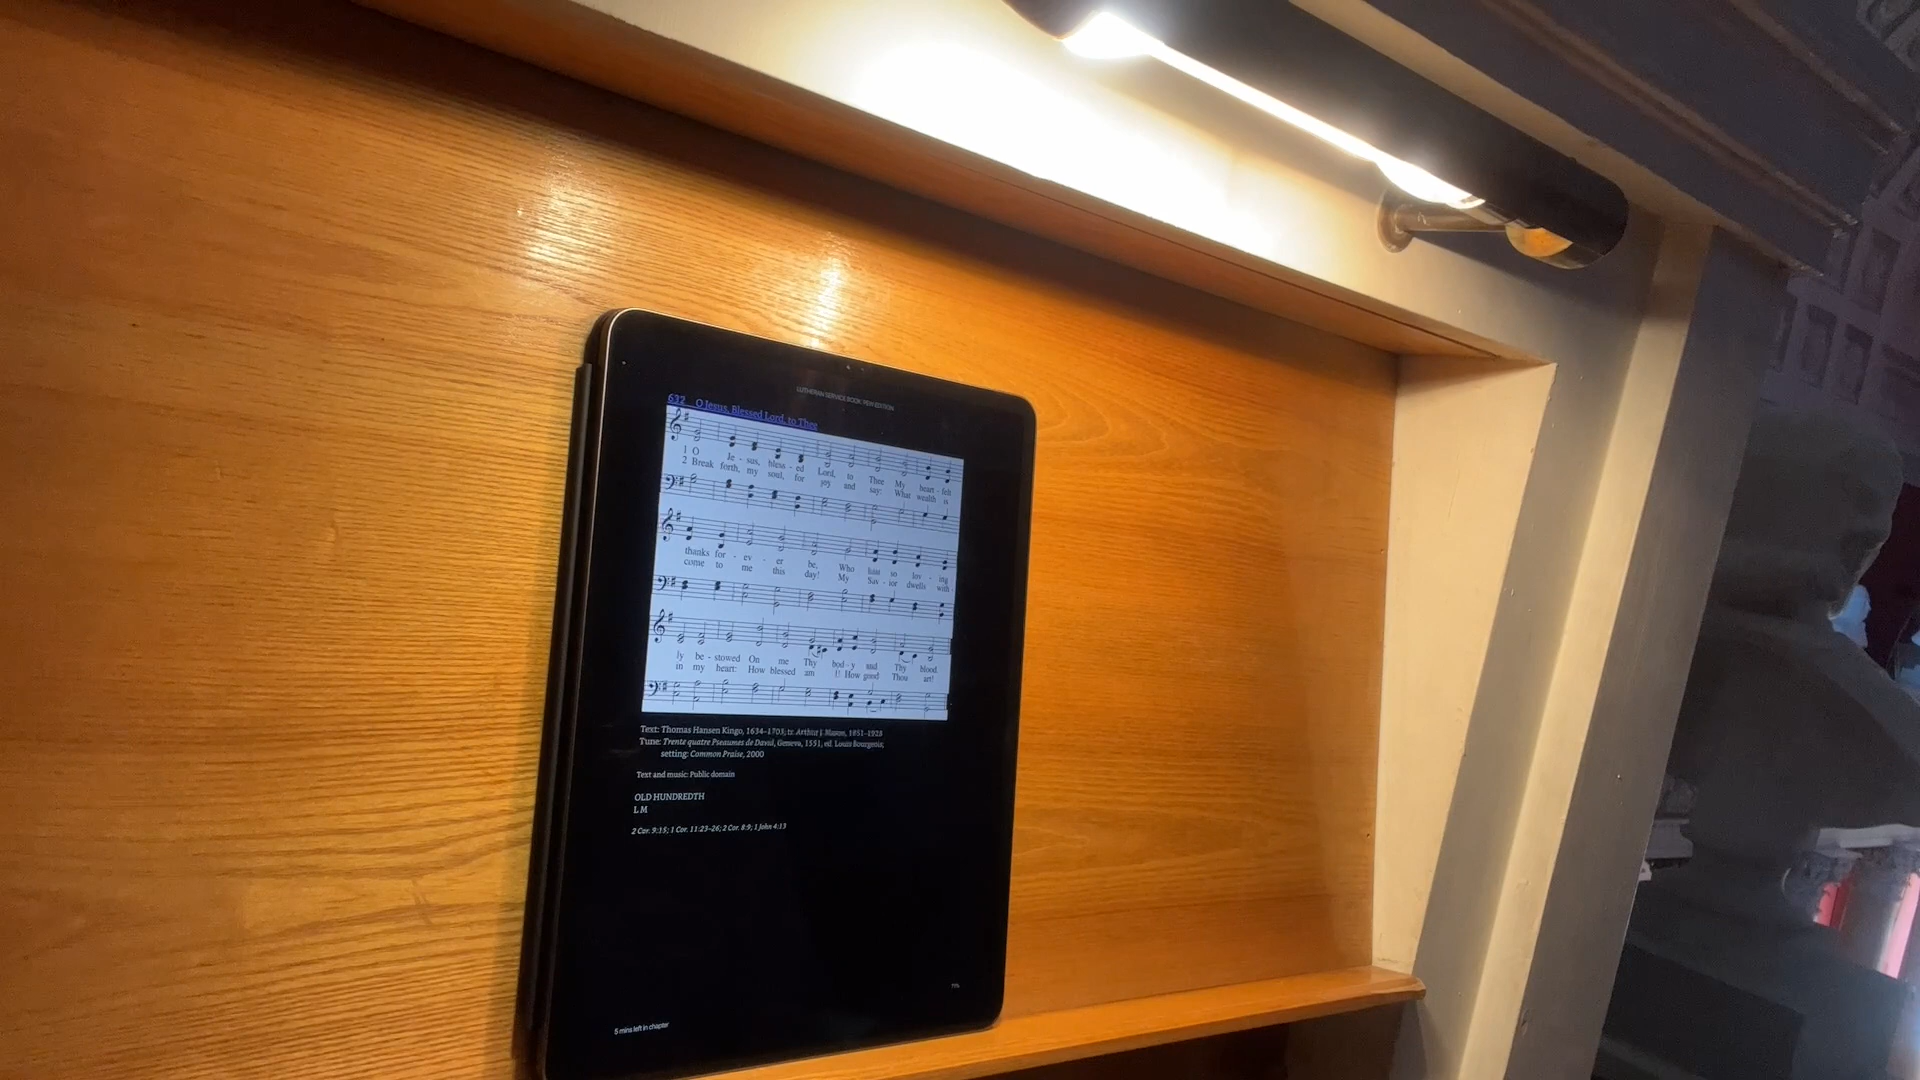 LUTHERAN SERVICE BOOK: PEW EDITION
632 O Jesus, Blessed Lord, to Thee
1 O Je - sus, bless - ed Lord, to Thee My heart - felt
2 Break forth, my soul, for joy and say: What wealth is
thanks for - ev - er be, Who hast so lov - ing
come to me this day! My Sav - ior dwells with
ly be - stowed On me Thy bod - y and Thy blood.
in my heart: How blessed am I! How good Thou art!
Text: Thomas Hansen Kingo, 1634–1703; tr. Arthur J. Mason, 1851–1928
Tune: Trente quatre Pseaumes de David, Geneva, 1551, ed. Louis Bourgeois;
setting: Common Praise, 2000
Text and music: Public domain
OLD HUNDREDTH
L M
2 Cor. 9:15; 1 Cor. 11:23–26; 2 Cor. 8:9; 1 John 4:13
5 mins left in chapter